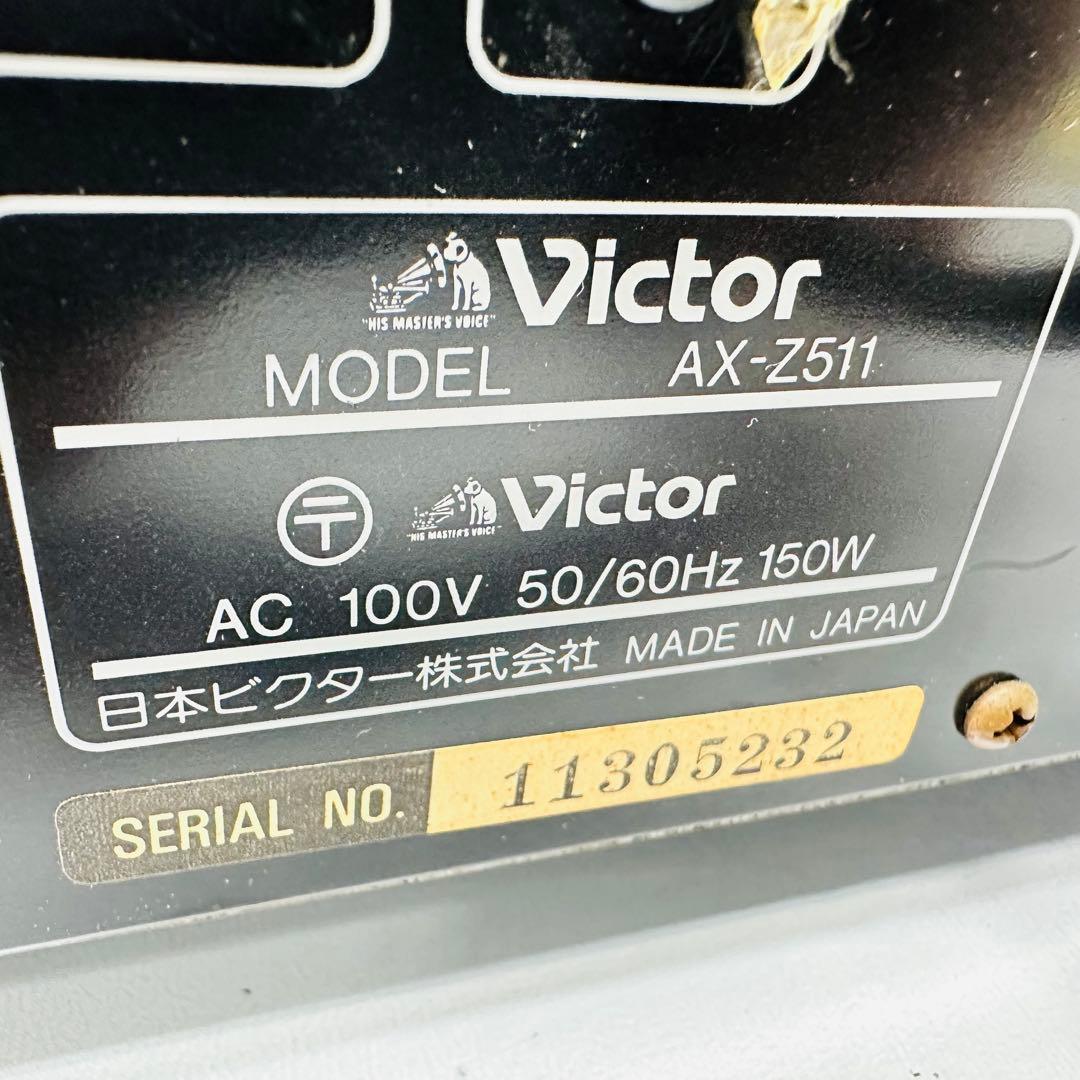 Victor
"HIS MASTER'S VOICE"
MODEL AX-Z511
〒 Victor
"HIS MASTER'S VOICE"
AC 100V 50/60Hz 150W
日本ビクター株式会社 MADE IN JAPAN
SERIAL NO. 11305232